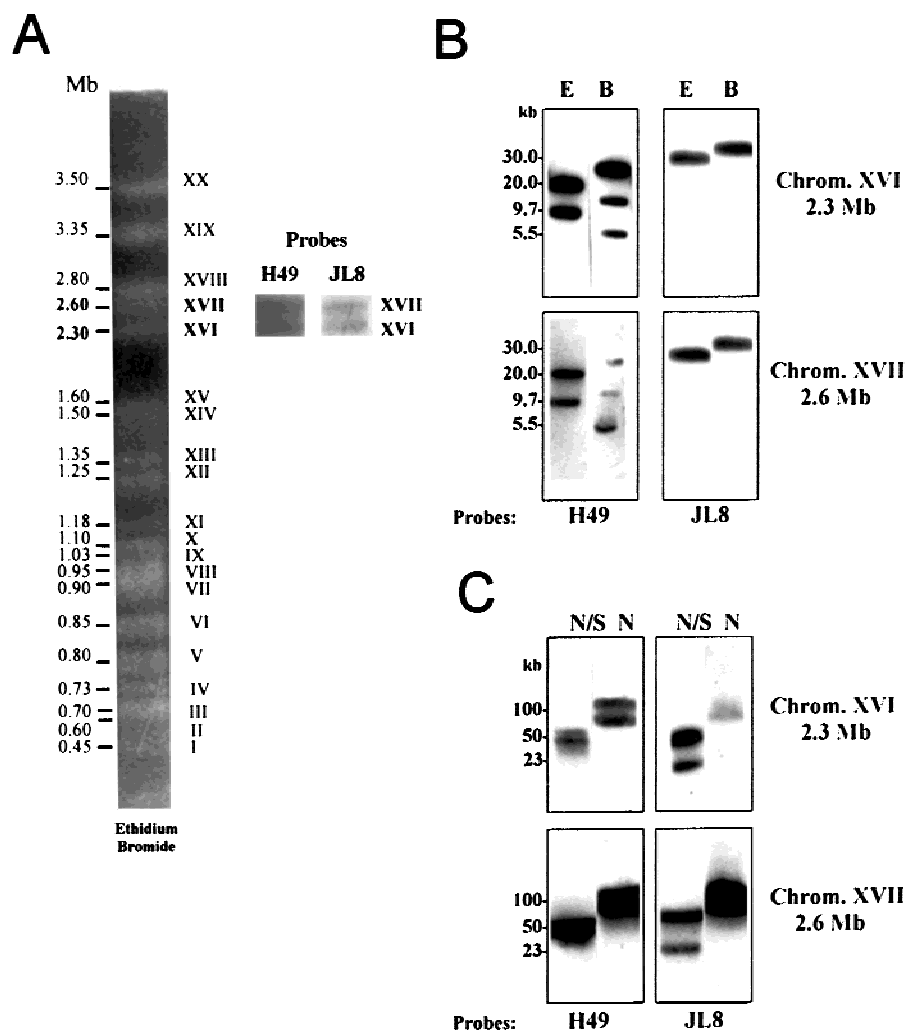 A
Mb
3.50 XX
3.35 XIX
2.80 XVIII
2.60 XVII
2.30 XVI
1.60 XV
1.50 XIV
1.35 XIII
1.25 XII
1.18 XI
1.10 X
1.03 IX
0.95 VIII
0.90 VII
0.85 VI
0.80 V
0.73 IV
0.70 III
0.60 II
0.45 I
Ethidium
Bromide
Probes
H49 JL8
XVII
XVI
B
E B E B
kb
30.0
20.0
9.7
5.5
Chrom. XVI
2.3 Mb
30.0
20.0
9.7
5.5
Chrom. XVII
2.6 Mb
Probes: H49 JL8
C
N/S N N/S N
kb
100
50
23
Chrom. XVI
2.3 Mb
100
50
23
Chrom. XVII
2.6 Mb
Probes: H49 JL8